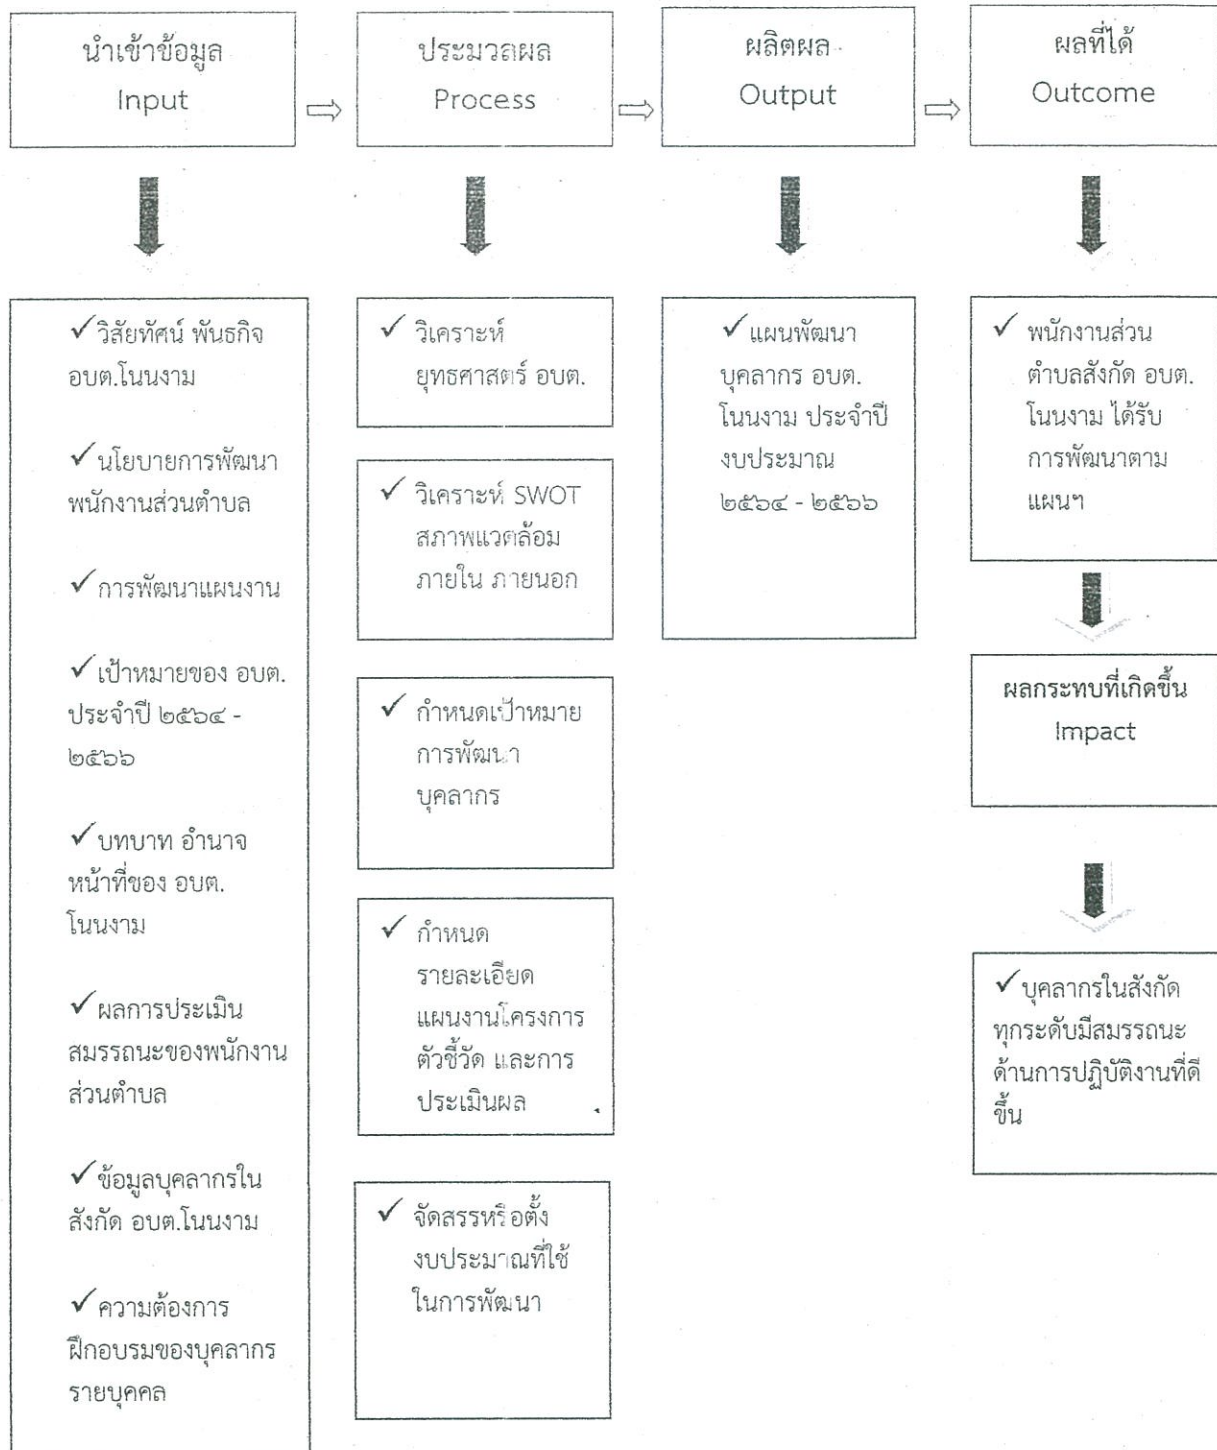 นำเข้าข้อมูล
Input
ประมวลผล
Process
ผลิตผล
Output
ผลที่ได้
Outcome
✓วิสัยทัศน์ พันธกิจ
อบต.โนนงาม
✓นโยบายการพัฒนา
พนักงานส่วนตำบล
✓การพัฒนาแผนงาน
✓เป้าหมายของ อบต.
ประจำปี ๒๕๖๔ -
๒๕๖๖
✓บทบาท อำนาจ
หน้าที่ของ อบต.
โนนงาม
✓ผลการประเมิน
สมรรถนะของพนักงาน
ส่วนตำบล
✓ข้อมูลบุคลากรใน
สังกัด อบต.โนนงาม
✓ความต้องการ
ฝึกอบรมของบุคลากร
รายบุคคล
✓ วิเคราะห์
ยุทธศาสตร์ อบต.
✓ วิเคราะห์ SWOT
สภาพแวดล้อม
ภายใน ภายนอก
✓ กำหนดเป้าหมาย
การพัฒนา
บุคลากร
✓ กำหนด
รายละเอียด
แผนงานโครงการ
ตัวชี้วัด และการ
ประเมินผล
✓ จัดสรรหรือตั้ง
งบประมาณที่ใช้
ในการพัฒนา
✓แผนพัฒนา
บุคลากร อบต.
โนนงาม ประจำปี
งบประมาณ
๒๕๖๔ - ๒๕๖๖
✓ พนักงานส่วน
ตำบลสังกัด อบต.
โนนงาม ได้รับ
การพัฒนาตาม
แผนฯ
ผลกระทบที่เกิดขึ้น
Impact
✓บุคลากรในสังกัด
ทุกระดับมีสมรรถนะ
ด้านการปฏิบัติงานที่ดี
ขึ้น